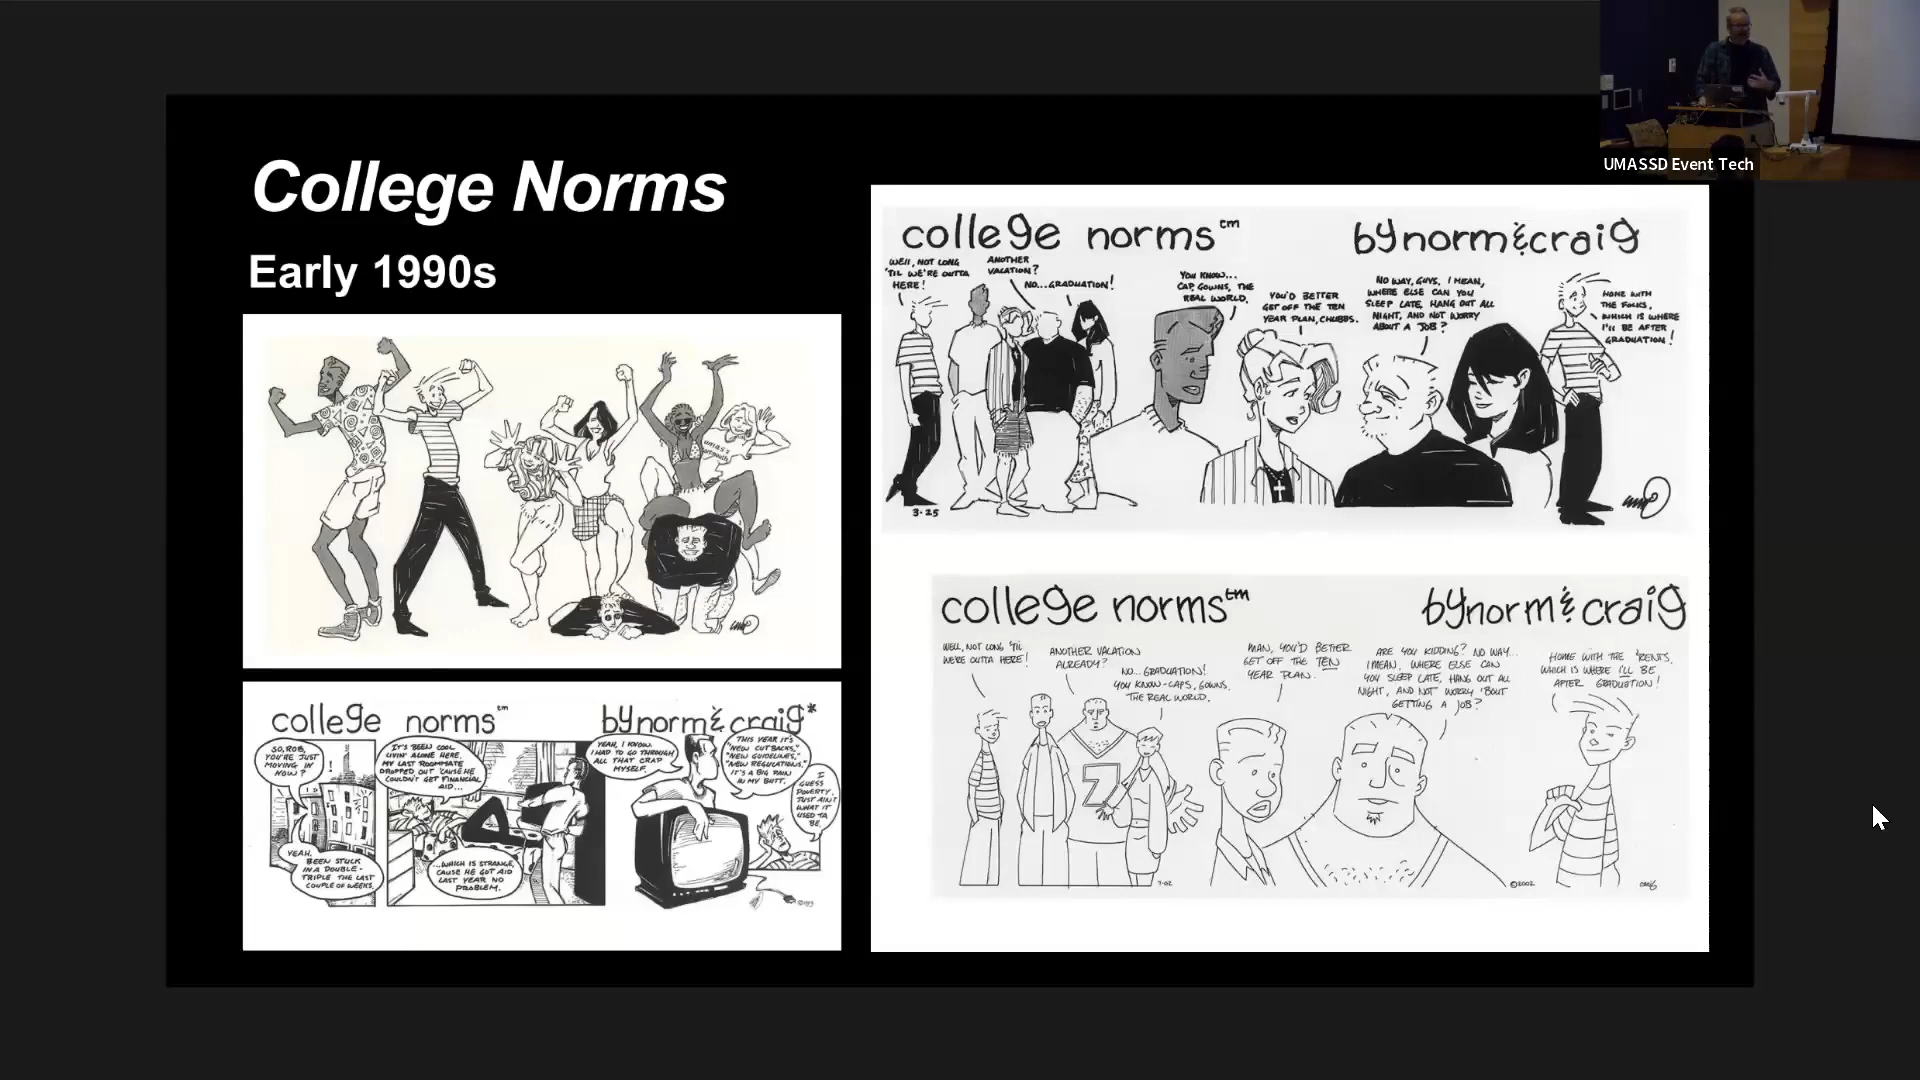 College Norms
Early 1990s
UMASSD Event Tech
college norms™
by norm & craig
WELL, NOT LONG
'TIL WE'RE OUTTA
HERE!
ANOTHER
VACATION?
NO...GRADUATION!
YOU KNOW...
CAP, GOWNS, THE
REAL WORLD.
YOU'D BETTER
GET OFF THE TEN
YEAR PLAN, CHUBBS.
NO WAY, GUYS. I MEAN,
WHERE ELSE CAN YOU
SLEEP LATE, HANG OUT ALL
NIGHT, AND NOT WORRY
ABOUT A JOB?
HOME WITH
THE FOLKS,
WHICH IS WHERE
I'LL BE AFTER
GRADUATION!
3·25
college norms™
by norm & craig
WELL, NOT LONG 'TIL
WE'RE OUTTA HERE!
ANOTHER VACATION
ALREADY?
NO...GRADUATION!
YOU KNOW-CAPS, GOWNS,
THE REAL WORLD.
MAN, YOU'D BETTER
GET OFF THE TEN
YEAR PLAN.
ARE YOU KIDDING? NO WAY...
I MEAN, WHERE ELSE CAN
YOU SLEEP LATE, HANG OUT ALL
NIGHT, AND NOT WORRY 'BOUT
GETTING A JOB?
HOME WITH THE 'RENTS,
WHICH IS WHERE I'LL BE
AFTER GRADUATION!
7
7·02
©2002
craig
umass
college norms™
by norm & craig*
SO, ROB,
YOU'RE JUST
MOVING IN
NOW?
!
YEAH,
BEEN STUCK
IN A DOUBLE-
TRIPLE THE LAST
COUPLE OF WEEKS.
IT'S BEEN COOL
LIVIN' ALONE HERE.
MY LAST ROOMMATE
DROPPED OUT 'CAUSE HE
COULDN'T GET FINANCIAL
AID...
...WHICH IS STRANGE,
CAUSE HE GOT AID
LAST YEAR NO
PROBLEM.
YEAH, I KNOW.
I HAD TO GO THROUGH
ALL THAT CRAP
MYSELF.
THIS YEAR IT'S
"NEW CUTBACKS,"
"NEW GUIDELINES,"
"NEW REGULATIONS."
IT'S A BIG PAIN
IN MY BUTT.
I
GUESS
POVERTY
JUST AIN'T
WHAT IT
USED TA
BE.